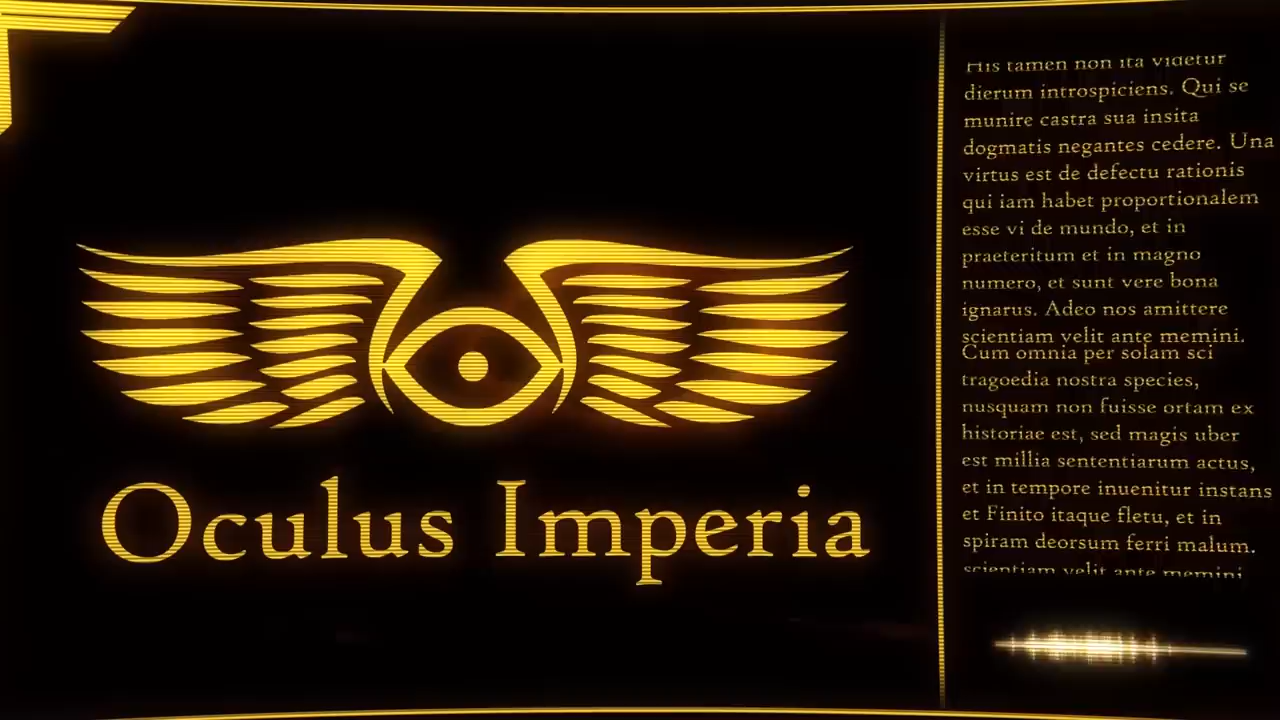 Oculus Imperia
His tamen non ita videtur
dierum introspiciens. Qui se
munire castra sua insita
dogmatis negantes cedere. Una
virtus est de defectu rationis
qui iam habet proportionalem
esse vi de mundo, et in
praeteritum et in magno
numero, et sunt vere bona
ignarus. Adeo nos amittere
scientiam velit ante memini.
Cum omnia per solam sci
tragoedia nostra species,
nusquam non fuisse ortam ex
historiae est, sed magis uber
est millia sententiarum actus,
et in tempore inuenitur instans
et Finito itaque fletu, et in
spiram deorsum ferri malum.
scientiam velit ante memini